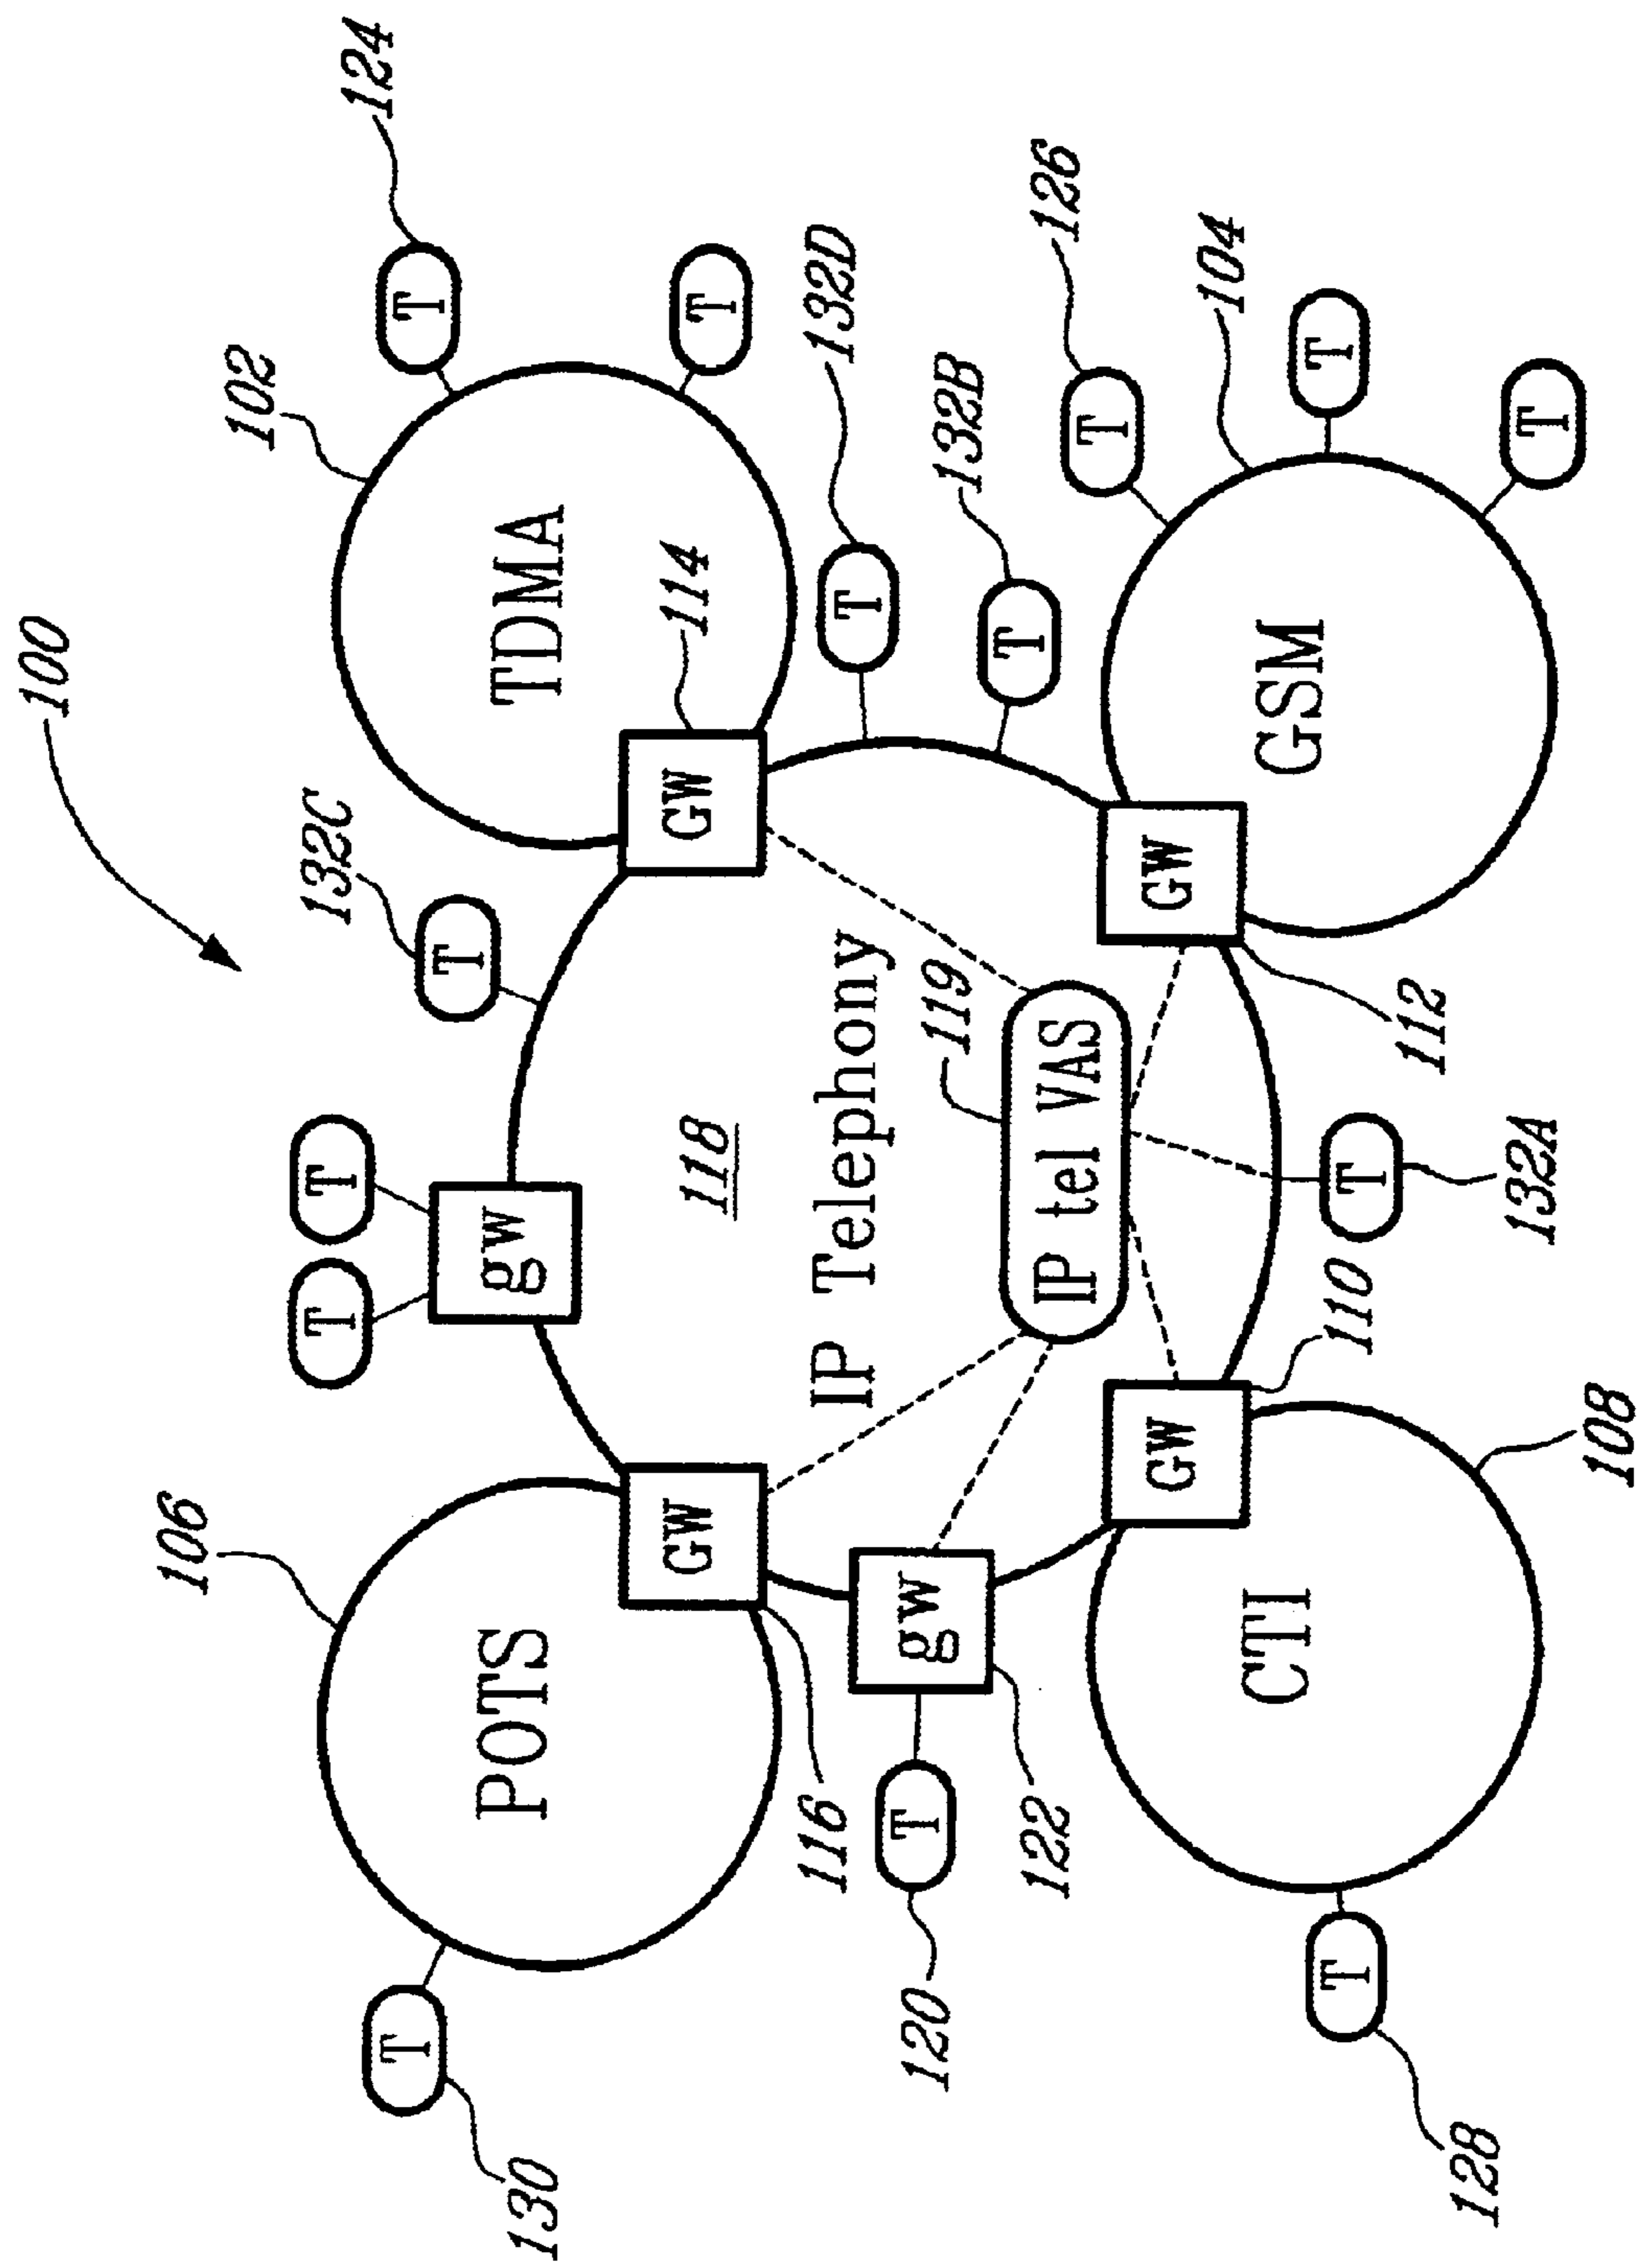 100
124
102
106
132C
T
T
T
T
T
130
POTS
gw
TDMA
GW
118
GW
114
T
116
IP Telephony
132D
T
120
T
gw
119
132B
T
122
IP tel VAS
126
T
GW
GW
104
CTI
GSM
T
T
110
T
112
128
132A
T
108